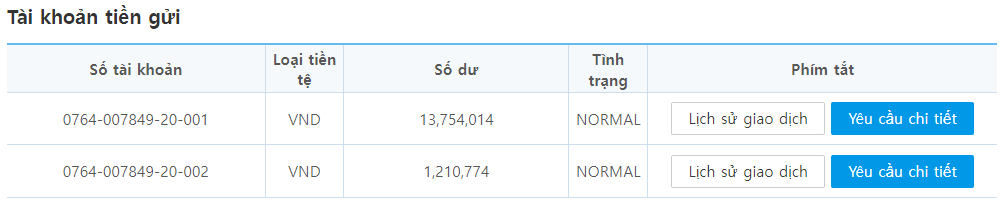 Tài khoản tiền gửi
Số tài khoản
Loại tiền
tệ
Số dư
Tình
trạng
Phím tắt
0764-007849-20-001 VND 13,754,014 NORMAL Lịch sử giao dịch Yêu cầu chi tiết
0764-007849-20-002 VND 1,210,774 NORMAL Lịch sử giao dịch Yêu cầu chi tiết